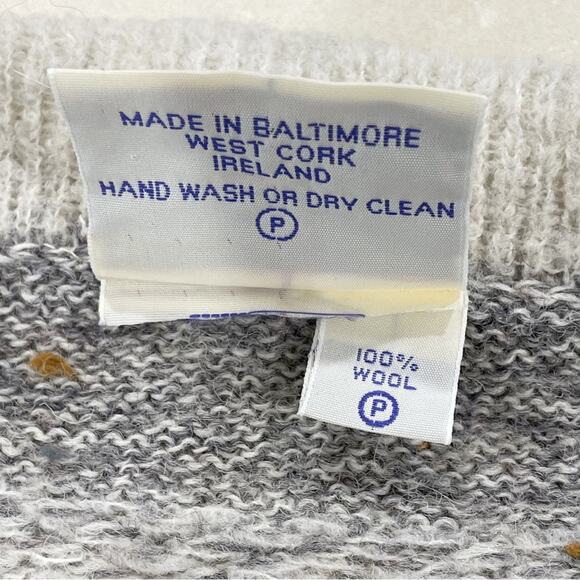 MADE IN BALTIMORE
WEST CORK
IRELAND
HAND WASH OR DRY CLEAN
P
100%
WOOL
P